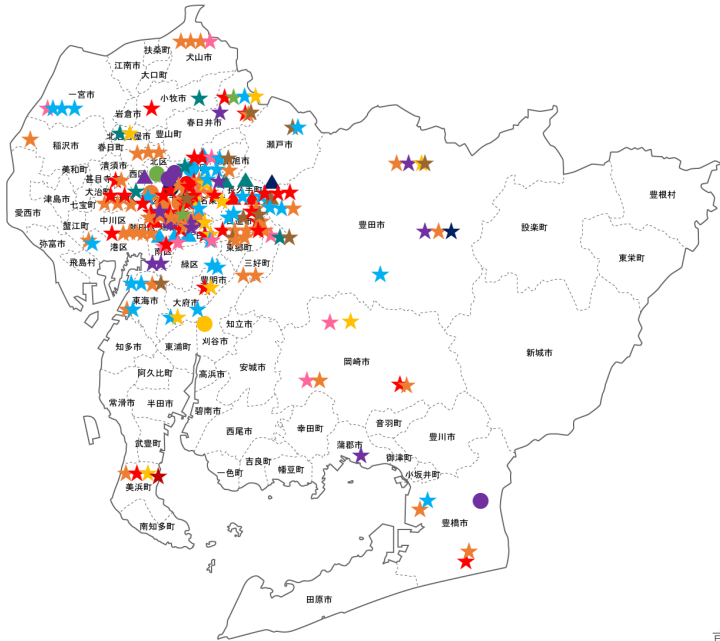 扶桑町
犬山市
江南市
大口町
一宮市
小牧市
岩倉市
春日井市
豊山町
瀬戸市
稲沢市
春日町
清須市
北区
西区
美和町
甚目寺
大治町
津島市
七宝町
長久手町
愛西市
蟹江町
中川区
港区
弥富市
飛島村
東郷町
緑区
三好町
豊明市
東海市
大府市
豊田市
設楽町
豊根村
東栄町
新城市
知立市
刈谷市
知多市
東浦町
安城市
岡崎市
阿久比町
高浜市
常滑市
半田市
碧南市
西尾市
幸田町
音羽町
豊川市
武豊町
蒲郡市
御津町
吉良町
幡豆町
一色町
小坂井町
美浜町
南知多町
豊橋市
田原市